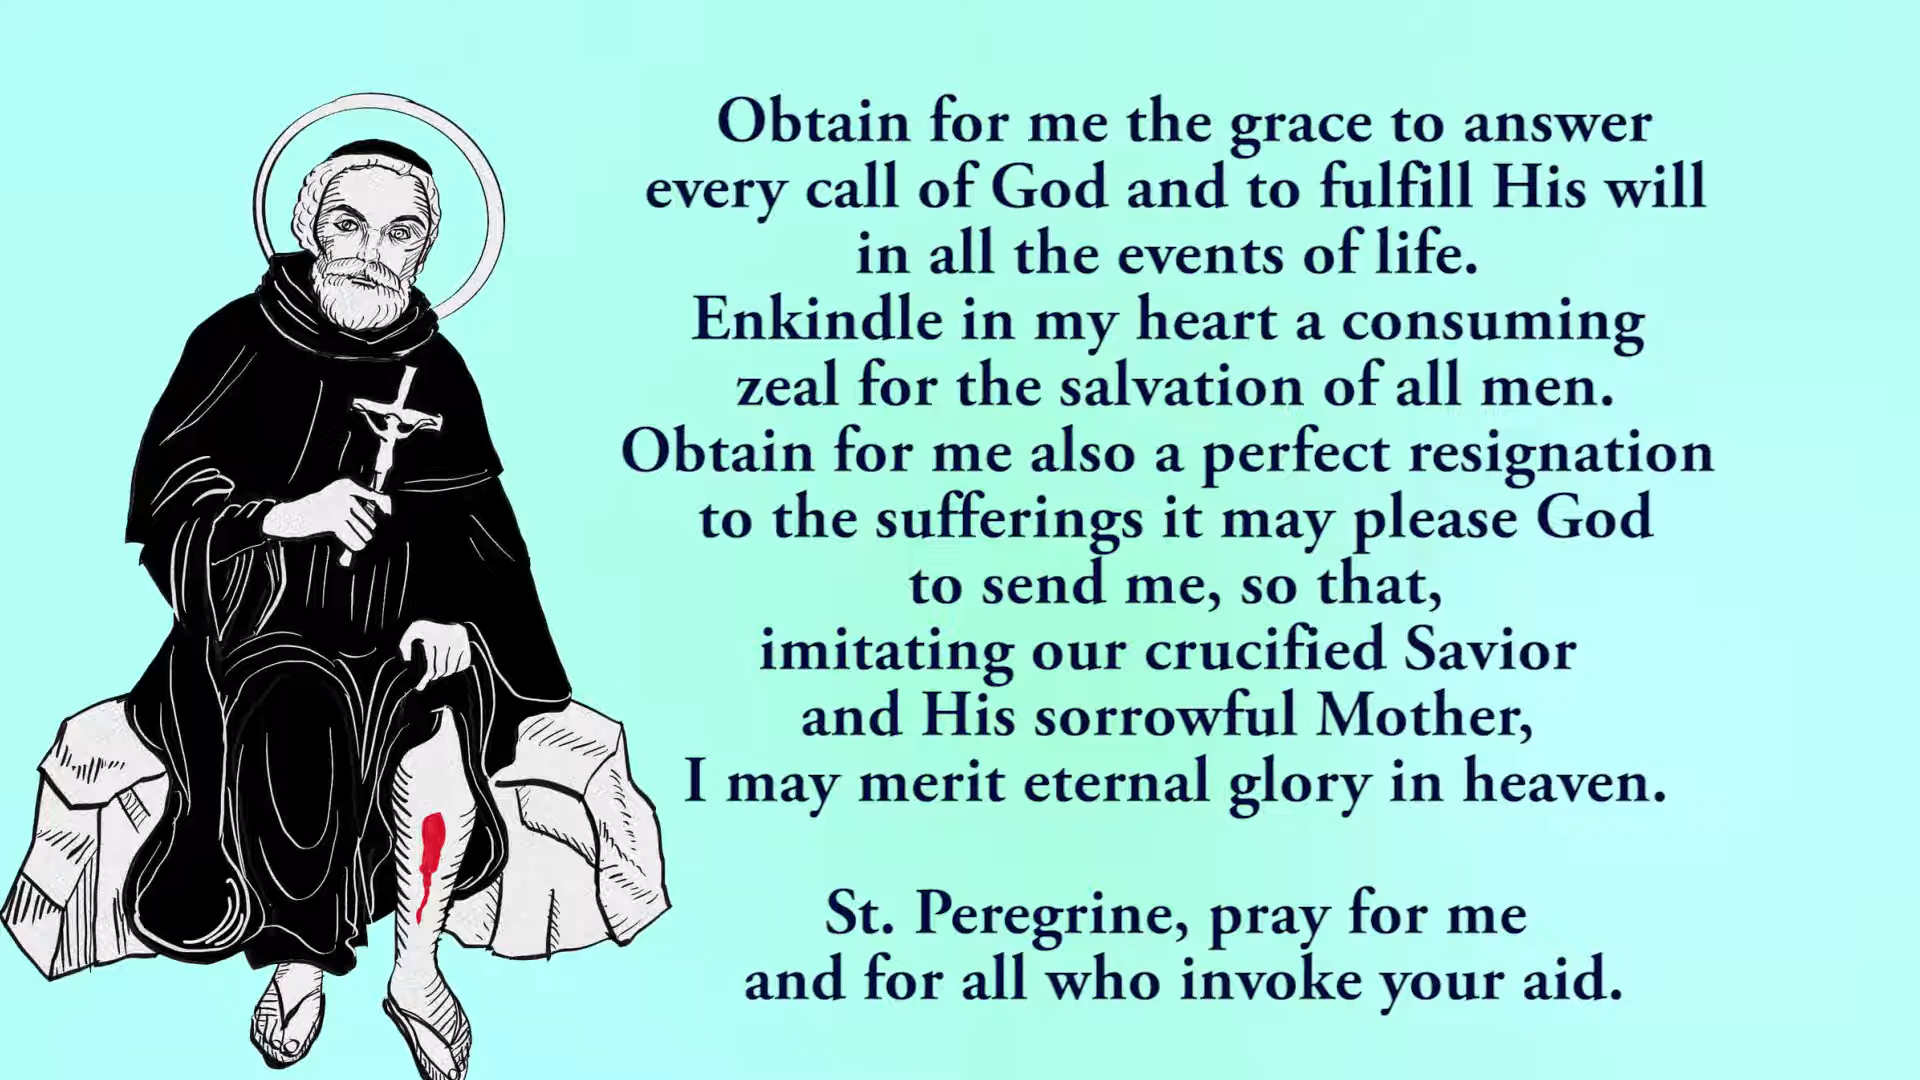 Obtain for me the grace to answer
every call of God and to fulfill His will
in all the events of life.
Enkindle in my heart a consuming
zeal for the salvation of all men.
Obtain for me also a perfect resignation
to the sufferings it may please God
to send me, so that,
imitating our crucified Savior
and His sorrowful Mother,
I may merit eternal glory in heaven.
St. Peregrine, pray for me
and for all who invoke your aid.